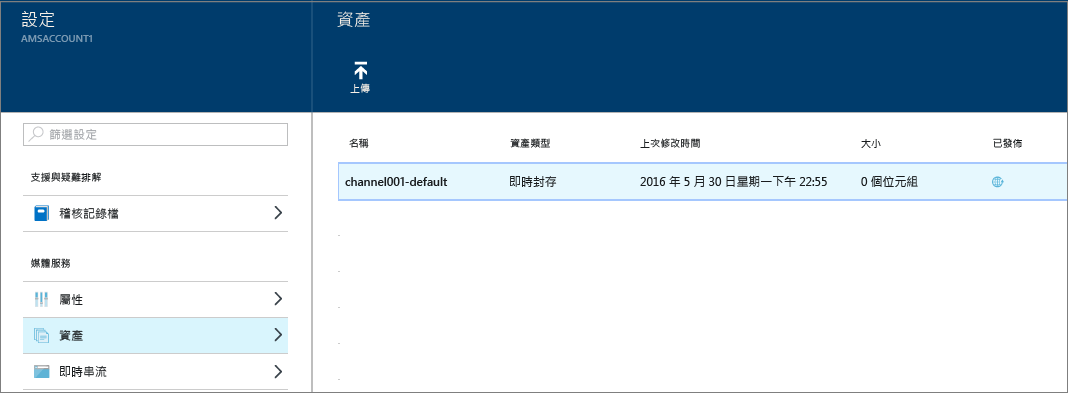 設定
AMSACCOUNT1
篩選設定
支援與疑難排解
稽核記錄檔
媒體服務
屬性
資產
即時串流
資產
上傳
名稱 資產類型 上次修改時間 大小 已發佈
channel001-default 即時封存 2016 年 5 月 30 日星期一下午 22:55 0 個位元組